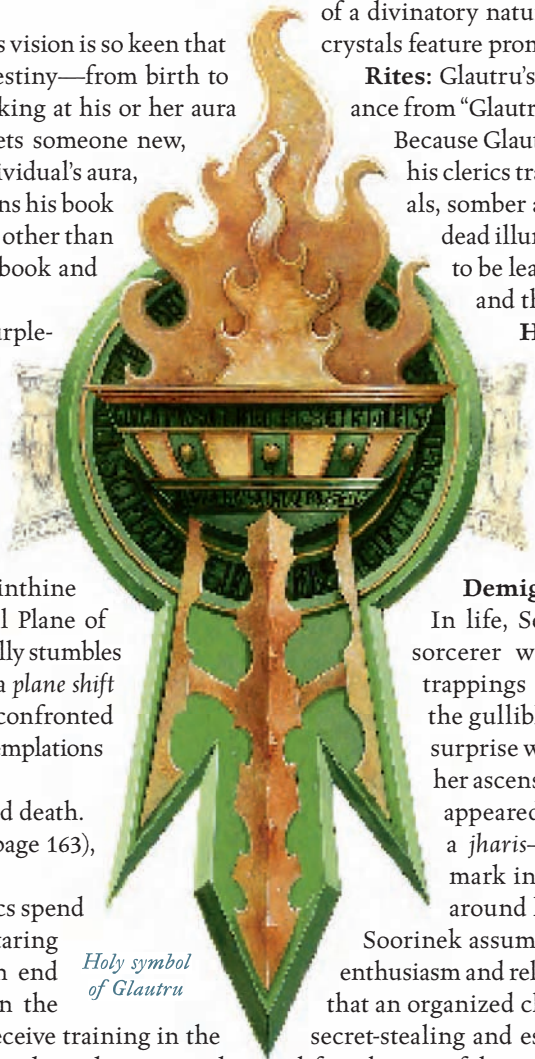 s vision is so keen that
estiny—from birth to
king at his or her aura
ets someone new,
ividual's aura,
ns his book
other than
book and
urple-
inthine
l Plane of
lly stumbles
a plane shift
confronted
emplations
d death.
page 163),
cs spend
taring
n end
n the
eceive training in the
Holy symbol
of Glautru
of a divinatory natu
crystals feature pron
Rites: Glautru's
ance from “Glautr
Because Glaut
his clerics tra
als, somber a
dead illun
to be lea
and th
H
Demig
In life, So
sorcerer w
trappings
the gullibl
surprise w
her ascens
appeared
a jharis–
mark in
around l
Soorinek assum
enthusiasm and rel
that an organized cl
secret-stealing and es